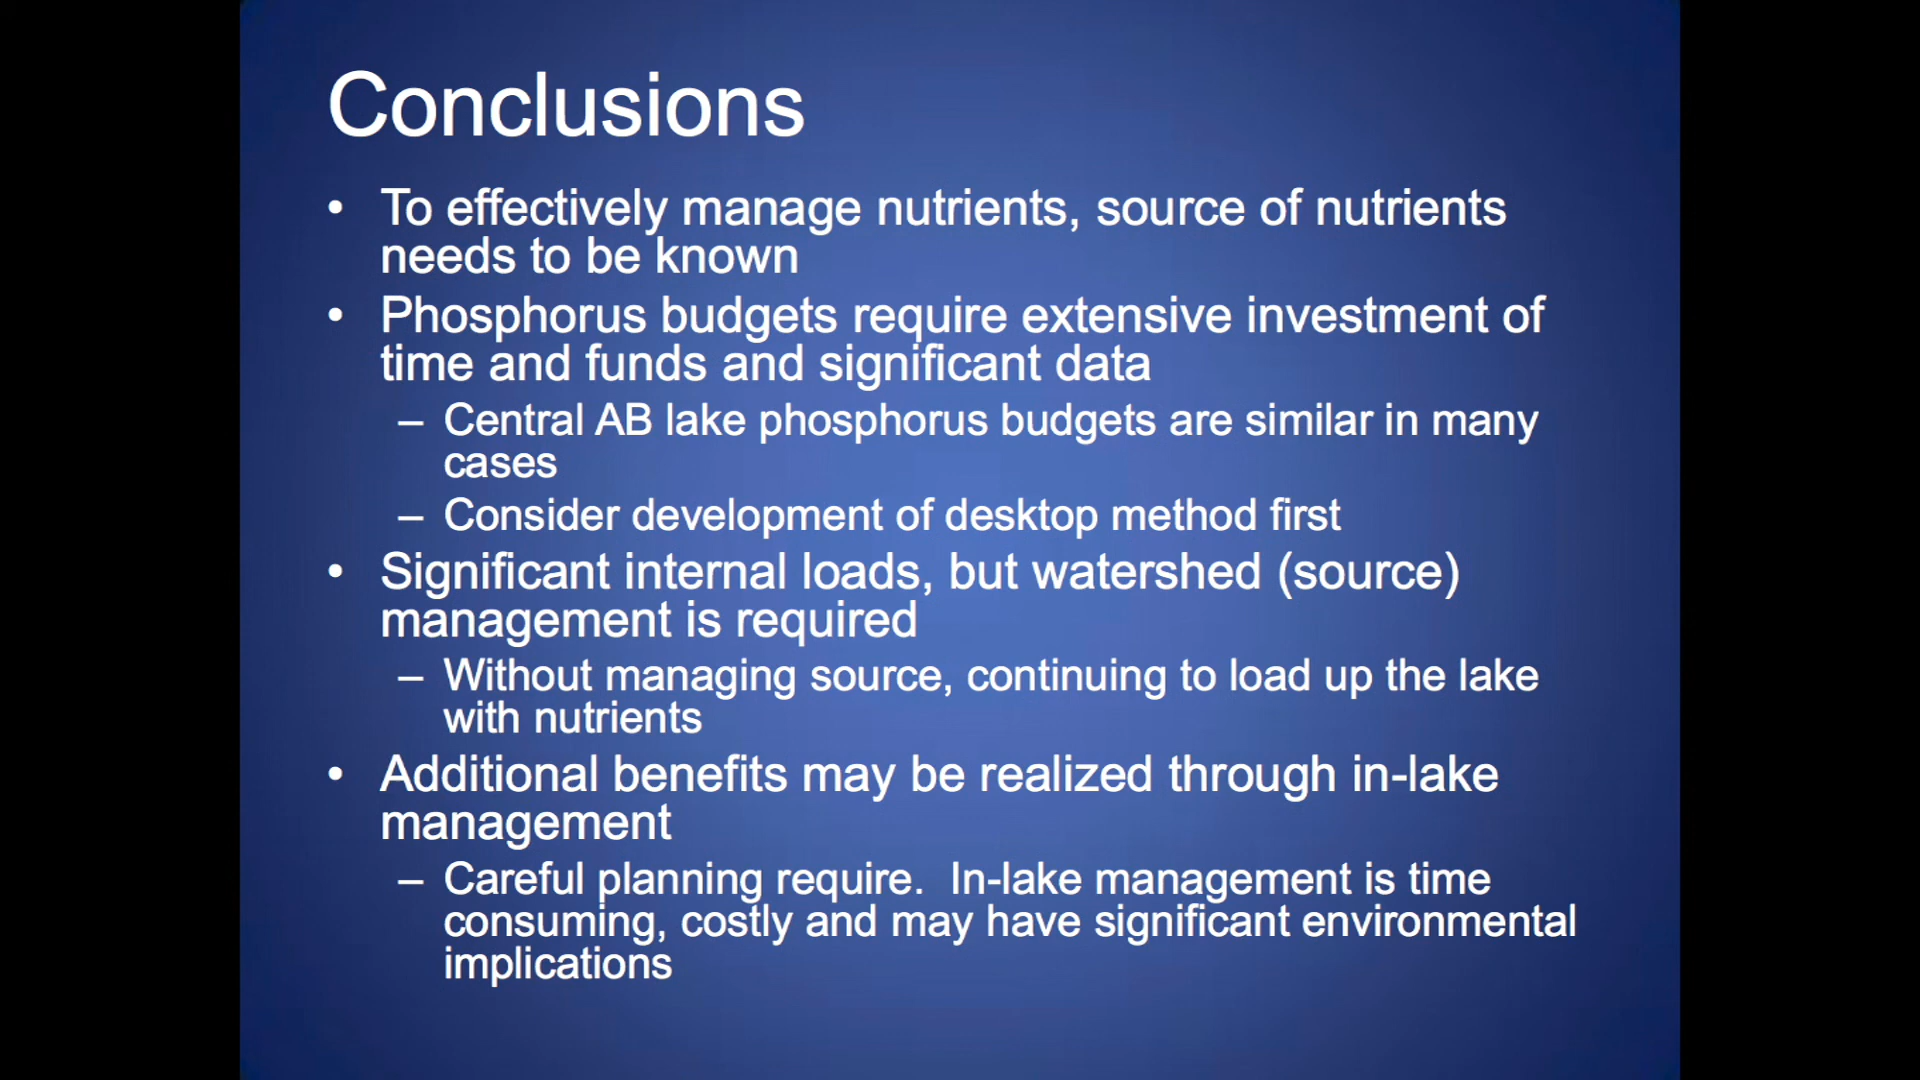 Conclusions
• To effectively manage nutrients, source of nutrients
needs to be known
• Phosphorus budgets require extensive investment of
time and funds and significant data
– Central AB lake phosphorus budgets are similar in many
cases
– Consider development of desktop method first
• Significant internal loads, but watershed (source)
management is required
– Without managing source, continuing to load up the lake
with nutrients
• Additional benefits may be realized through in-lake
management
– Careful planning require.  In-lake management is time
consuming, costly and may have significant environmental
implications